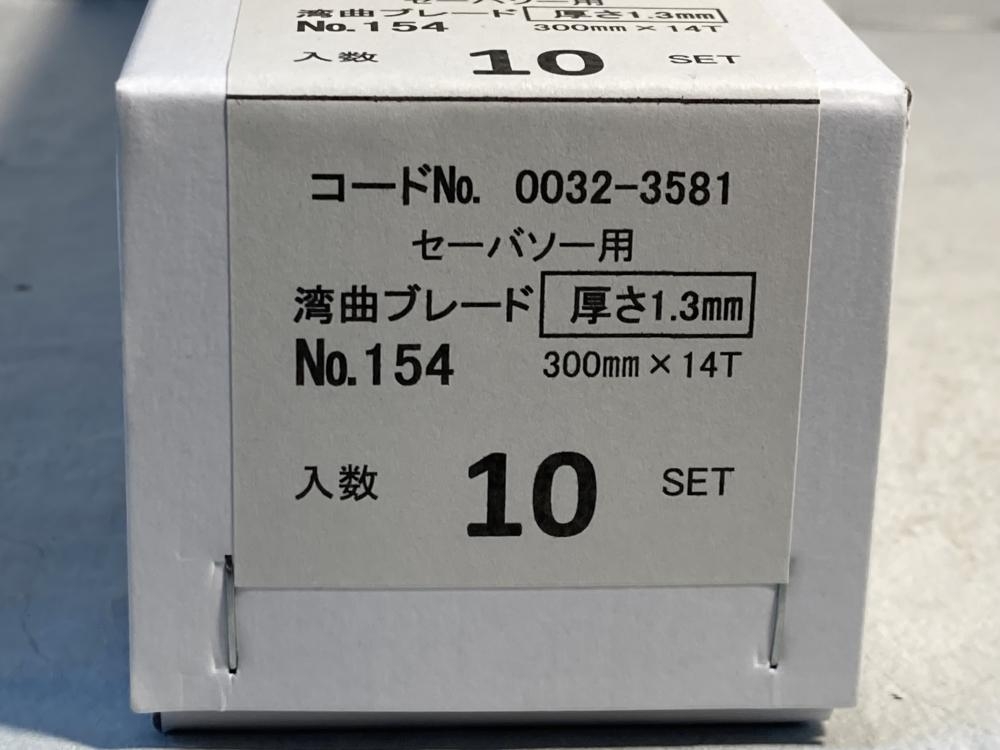 セーバソー用
湾曲ブレード 厚さ1.3mm
No.154 300mm×14T
入数 10 SET
コードNo. 0032-3581
セーバソー用
湾曲ブレード 厚さ1.3mm
No.154 300mm×14T
入数 10 SET